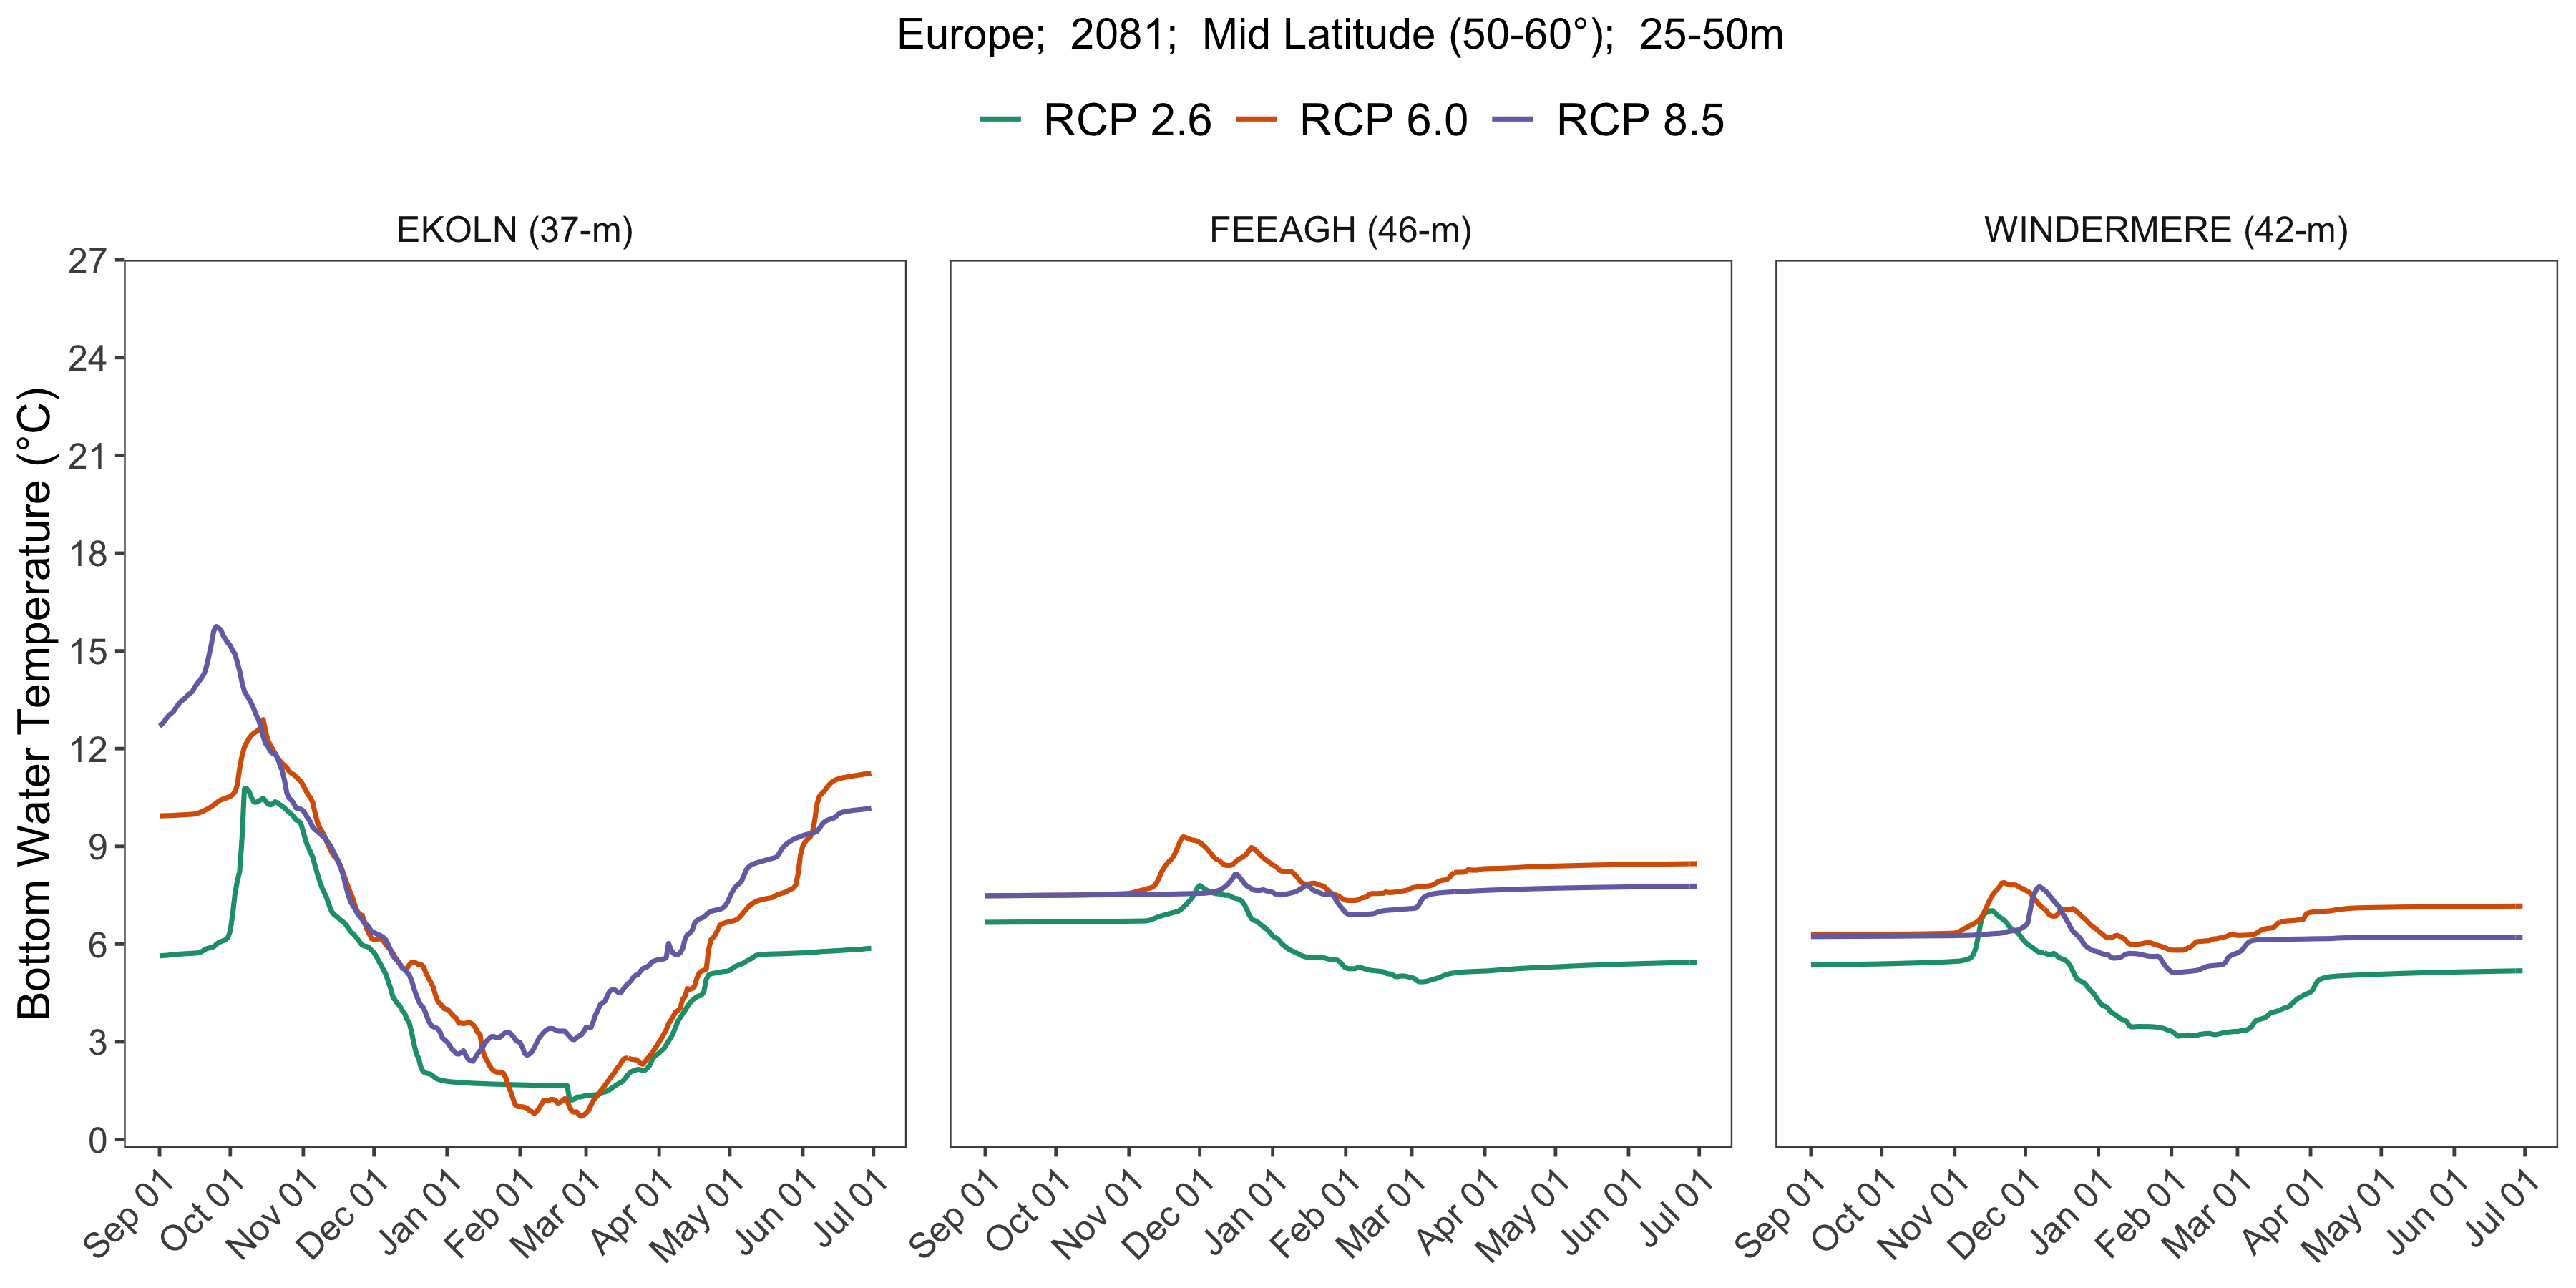 Europe;  2081;  Mid Latitude (50-60°);  25-50m
RCP 2.6 RCP 6.0 RCP 8.5
EKOLN (37-m) FEEAGH (46-m) WINDERMERE (42-m)
Bottom Water Temperature (°C)
27
24
21
18
15
12
9
6
3
0
Sep 01 Oct 01 Nov 01 Dec 01 Jan 01 Feb 01 Mar 01 Apr 01 May 01 Jun 01 Jul 01 Sep 01 Oct 01 Nov 01 Dec 01 Jan 01 Feb 01 Mar 01 Apr 01 May 01 Jun 01 Jul 01 Sep 01 Oct 01 Nov 01 Dec 01 Jan 01 Feb 01 Mar 01 Apr 01 May 01 Jun 01 Jul 01